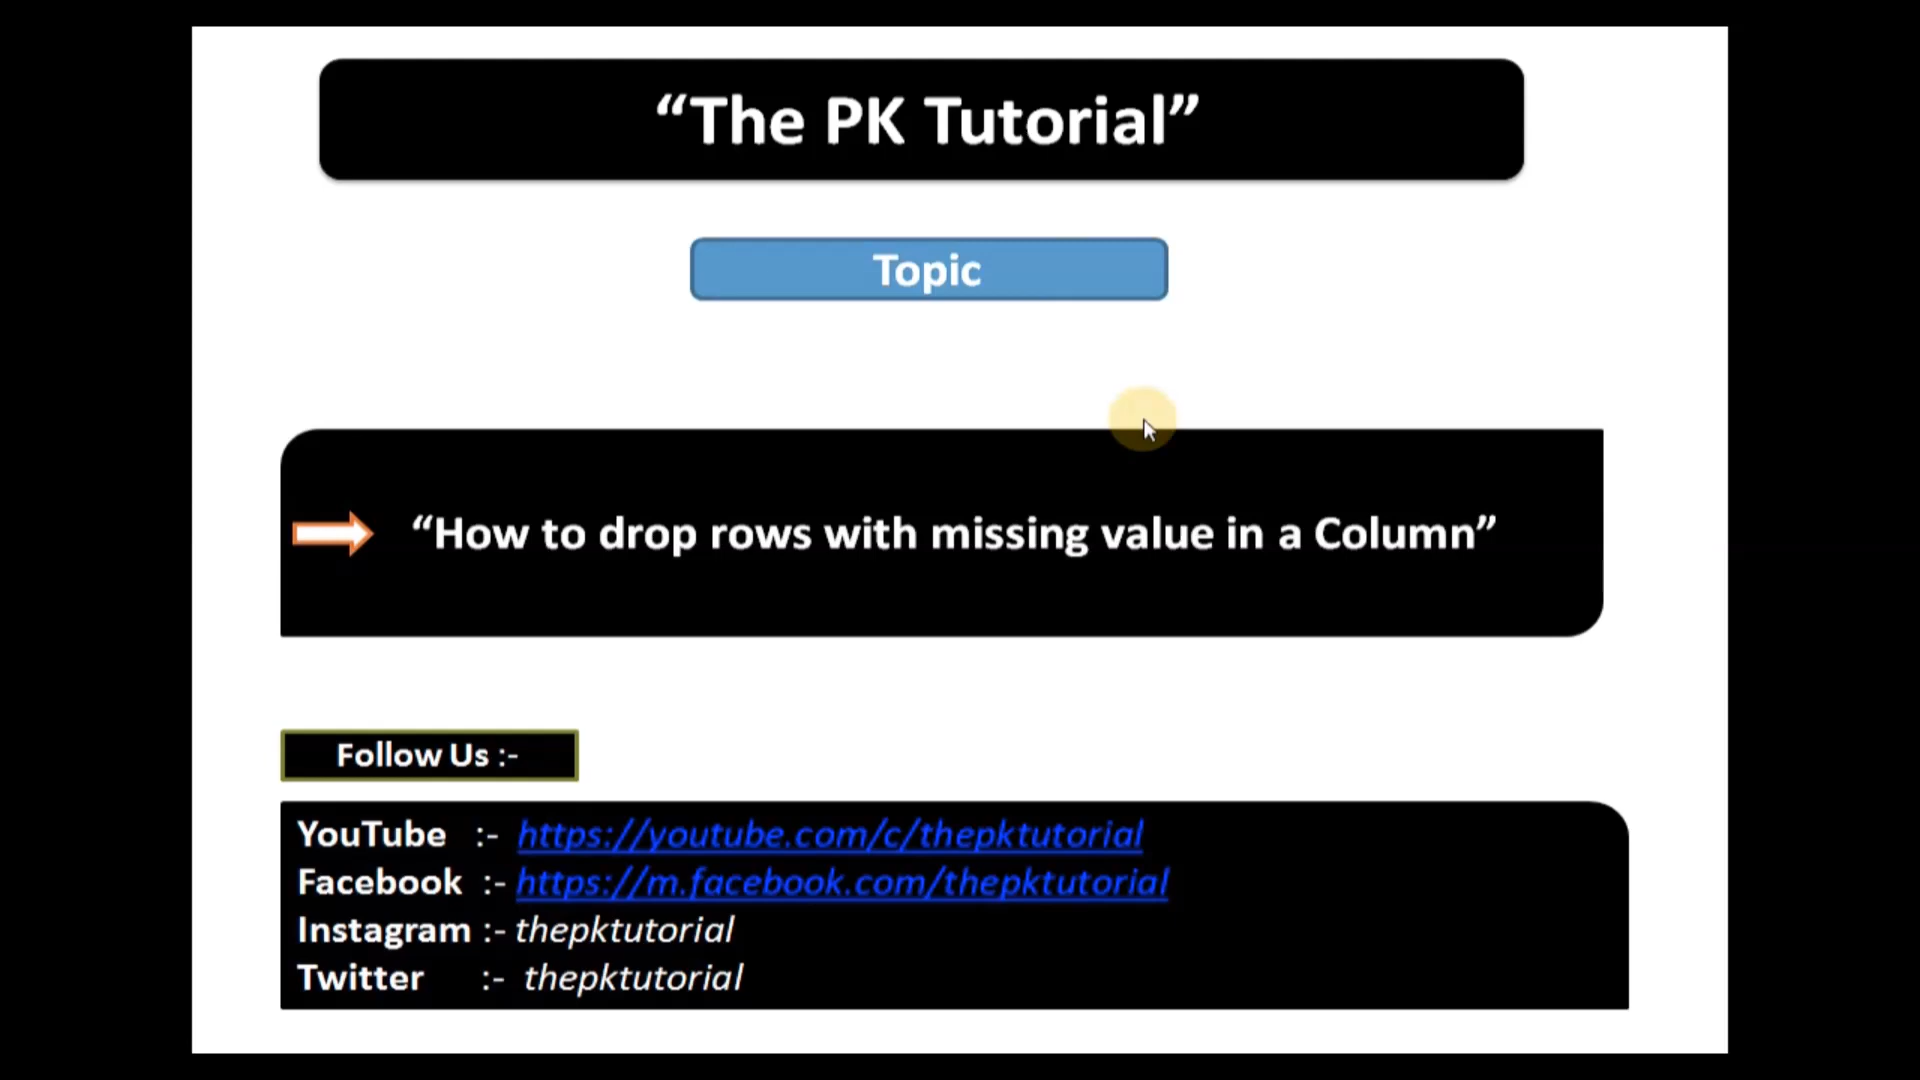 “The PK Tutorial”
Topic
“How to drop rows with missing value in a Column”
Follow Us :-
YouTube :- https://youtube.com/c/thepktutorial
Facebook :- https://m.facebook.com/thepktutorial
Instagram :- thepktutorial
Twitter :- thepktutorial